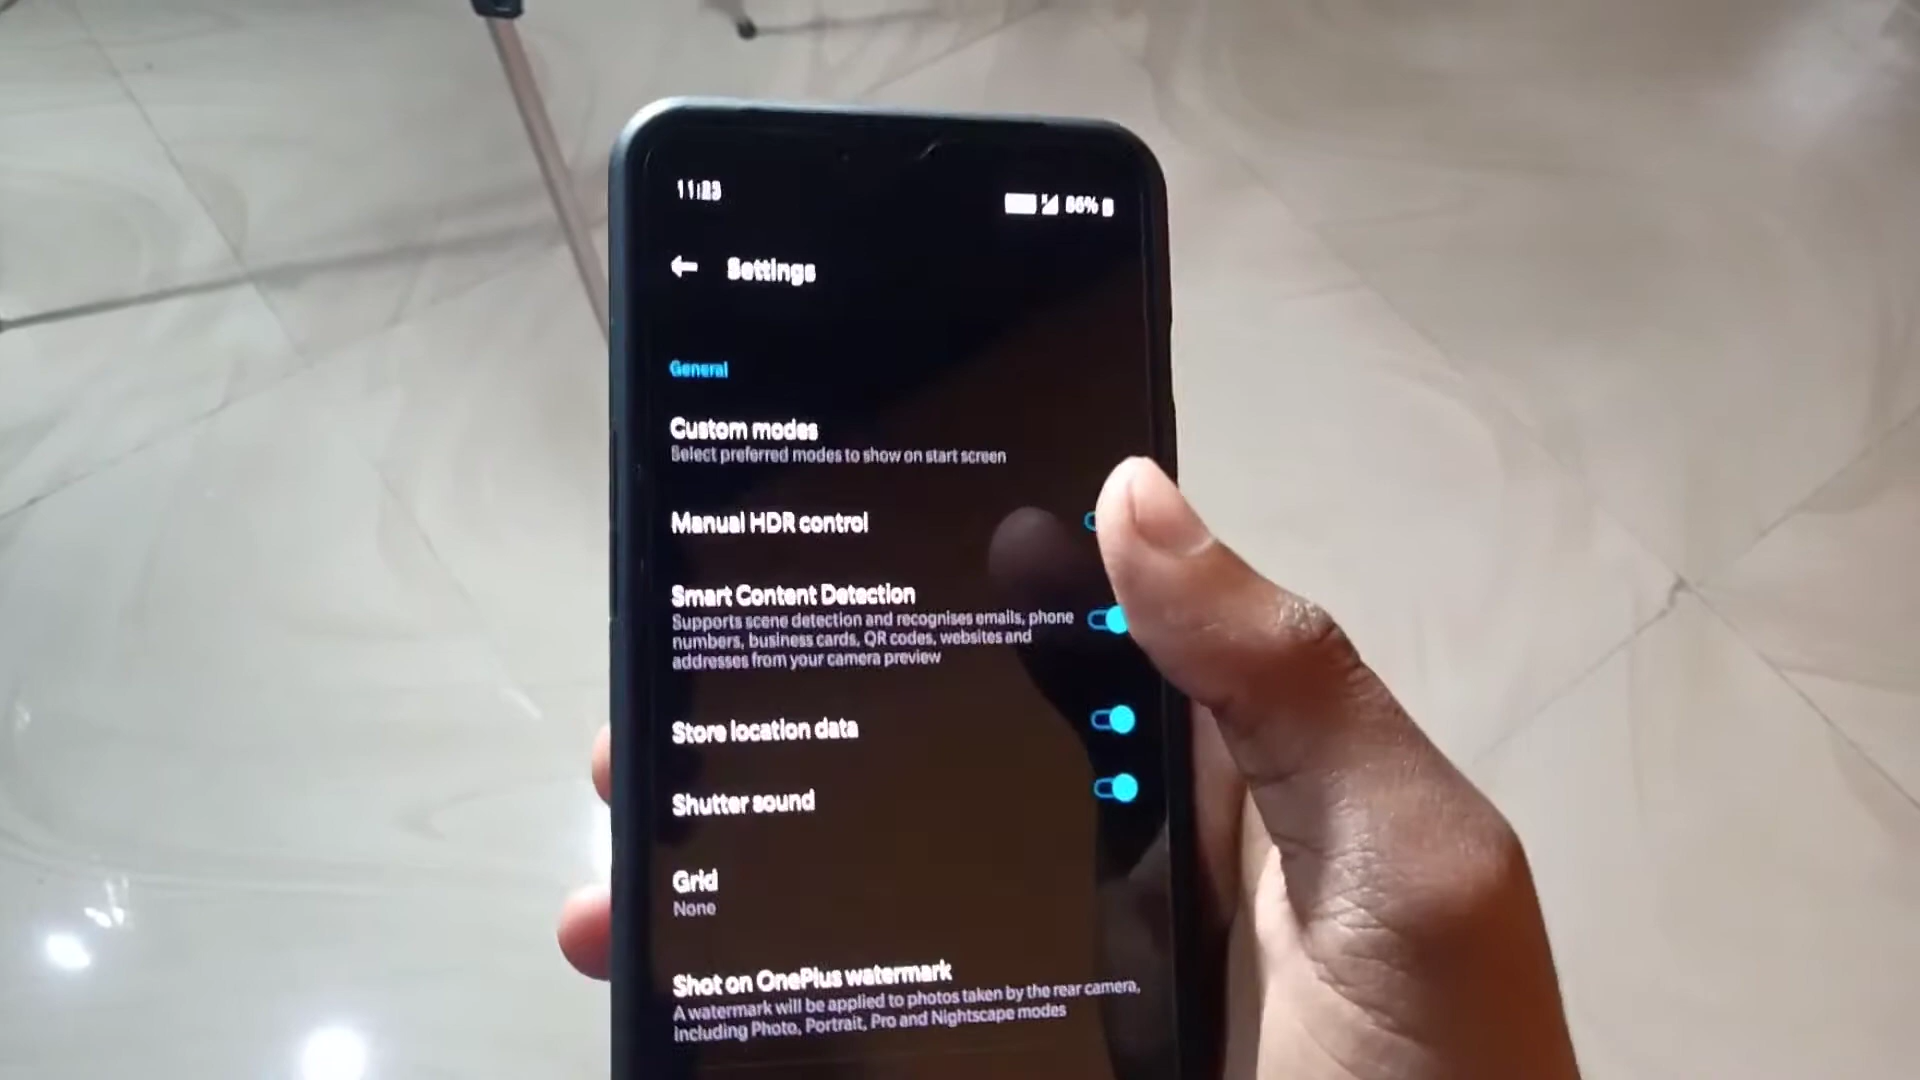 11:23
86%
Settings
General
Custom modes
Select preferred modes to show on start screen
Manual HDR control
Smart Content Detection
Supports scene detection and recognises emails, phone
numbers, business cards, QR codes, websites and
addresses from your camera preview
Store location data
Shutter sound
Grid
None
Shot on OnePlus watermark
A watermark will be applied to photos taken by the rear camera,
including Photo, Portrait, Pro and Nightscape modes